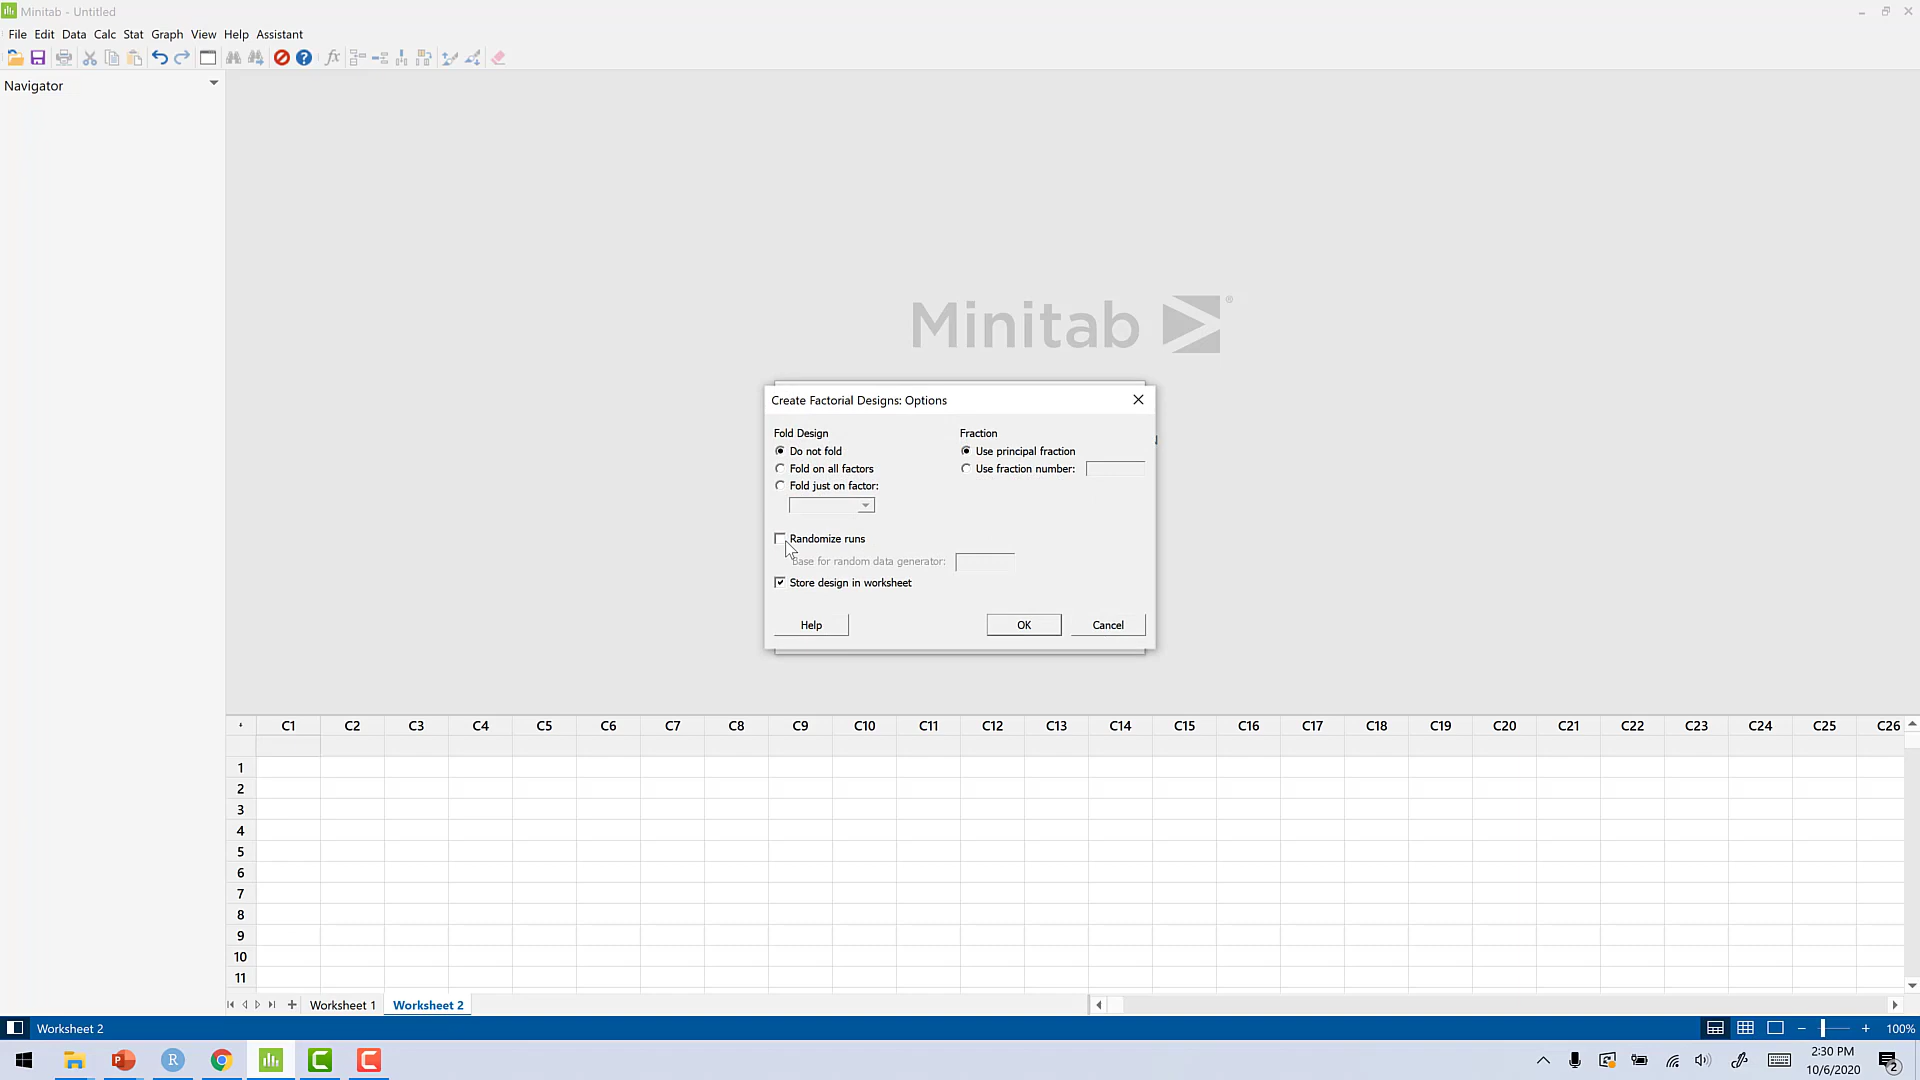 Minitab - Untitled
File Edit Data Calc Stat Graph View Help Assistant
Navigator
Minitab ®
Create Factorial Designs: Options
Fold Design
Do not fold
Fold on all factors
Fold just on factor:
Fraction
Use principal fraction
Use fraction number:
Randomize runs
Base for random data generator:
Store design in worksheet
Help OK Cancel
C1 C2 C3 C4 C5 C6 C7 C8 C9 C10 C11 C12 C13 C14 C15 C16 C17 C18 C19 C20 C21 C22 C23 C24 C25 C26
1
2
3
4
5
6
7
8
9
10
11
Worksheet 1 Worksheet 2
Worksheet 2 100%
2:30 PM
10/6/2020
2